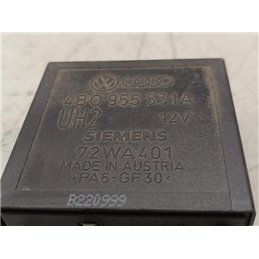 4B0 955 531A
UH2 12V
SIEMENS
72WA401
MADE IN AUSTRIA
>PA6-GF30<
B220999